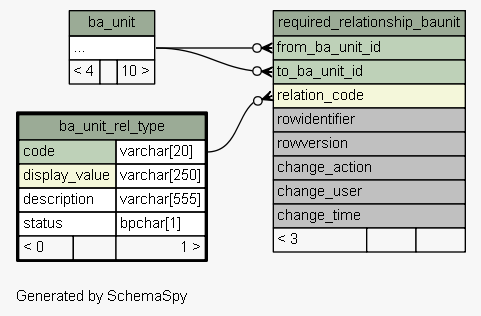 ba_unit
...
< 4 10 >
required_relationship_baunit
from_ba_unit_id
to_ba_unit_id
relation_code
rowidentifier
rowversion
change_action
change_user
change_time
< 3
ba_unit_rel_type
code varchar[20]
display_value varchar[250]
description varchar[555]
status bpchar[1]
< 0 1 >
Generated by SchemaSpy